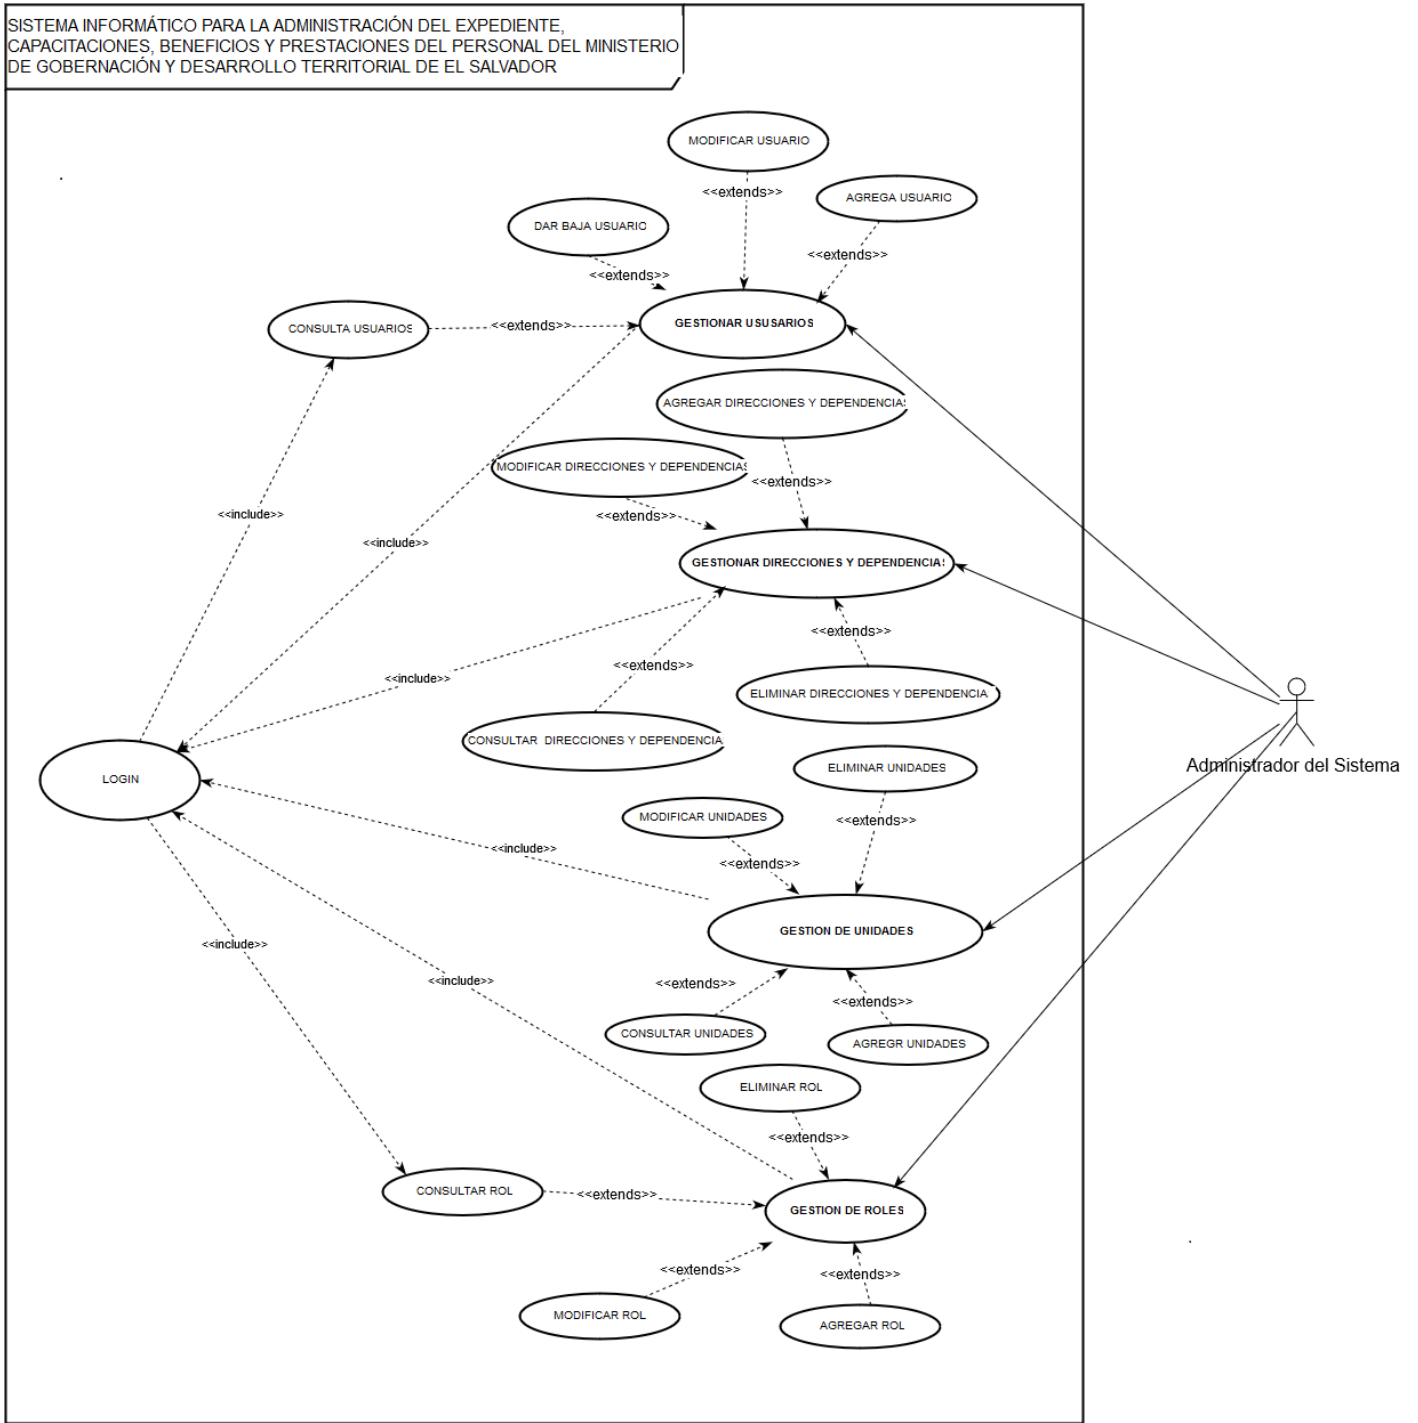 SISTEMA INFORMÁTICO PARA LA ADMINISTRACIÓN DEL EXPEDIENTE,
CAPACITACIONES, BENEFICIOS Y PRESTACIONES DEL PERSONAL DEL MINISTERIO
DE GOBERNACIÓN Y DESARROLLO TERRITORIAL DE EL SALVADOR
MODIFICAR USUARIO
<<extends>>
AGREGA USUARIO
DAR BAJA USUARIO
<<extends>>
<<extends>>
CONSULTA USUARIOS
<<extends>>
GESTIONAR USUSARIOS
AGREGAR DIRECCIONES Y DEPENDENCIAS
MODIFICAR DIRECCIONES Y DEPENDENCIAS
<<extends>>
<<include>>
<<extends>>
<<include>>
GESTIONAR DIRECCIONES Y DEPENDENCIAS
<<extends>>
<<extends>>
<<include>>
ELIMINAR DIRECCIONES Y DEPENDENCIA
CONSULTAR  DIRECCIONES Y DEPENDENCIA
Administrador del Sistema
ELIMINAR UNIDADES
LOGIN
MODIFICAR UNIDADES
<<extends>>
<<include>>
<<extends>>
GESTION DE UNIDADES
<<include>>
<<include>>
<<extends>>
<<extends>>
CONSULTAR UNIDADES
AGREGR UNIDADES
ELIMINAR ROL
<<extends>>
CONSULTAR ROL
<<extends>>
GESTION DE ROLES
<<extends>>
<<extends>>
MODIFICAR ROL
AGREGAR ROL